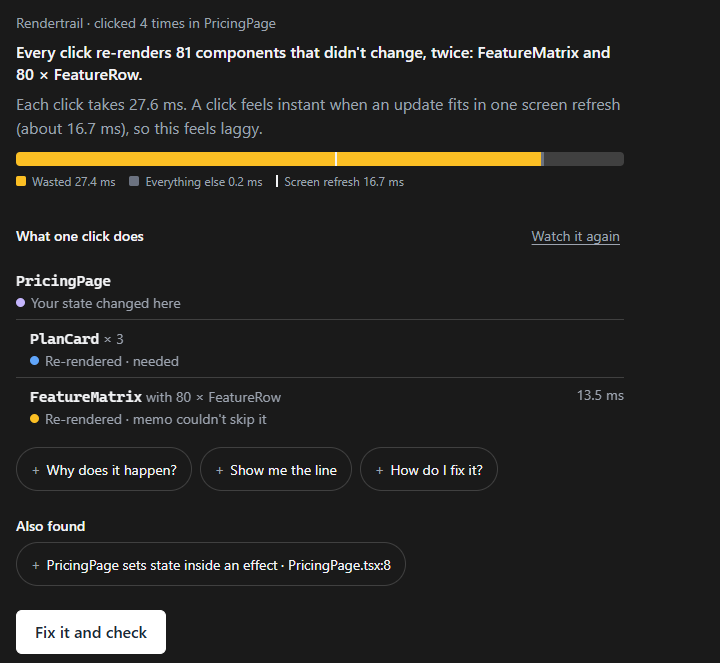 Rendertrail · clicked 4 times in PricingPage
Every click re-renders 81 components that didn't change, twice: FeatureMatrix and
80 × FeatureRow.
Each click takes 27.6 ms. A click feels instant when an update fits in one screen refresh
(about 16.7 ms), so this feels laggy.
Wasted 27.4 ms Everything else 0.2 ms Screen refresh 16.7 ms
What one click does Watch it again
PricingPage
Your state changed here
PlanCard × 3
Re-rendered · needed
FeatureMatrix with 80 × FeatureRow 13.5 ms
Re-rendered · memo couldn't skip it
+ Why does it happen? + Show me the line + How do I fix it?
Also found
+ PricingPage sets state inside an effect · PricingPage.tsx:8
Fix it and check